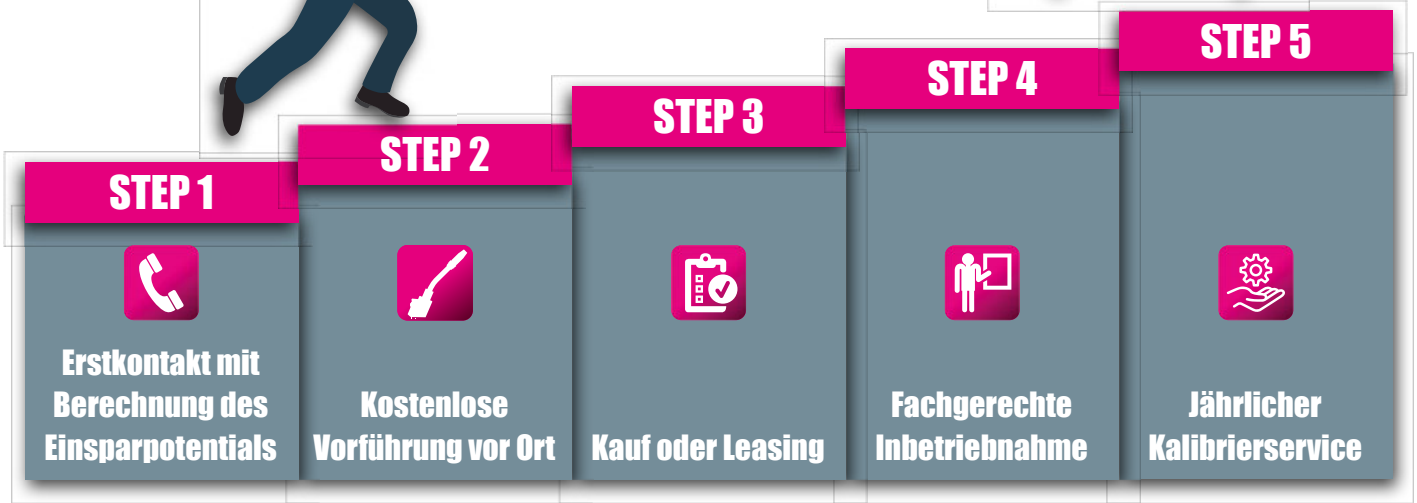 STEP 1
Erstkontakt mit
Berechnung des
Einsparpotentials
STEP 2
Kostenlose
Vorführung vor Ort
STEP 3
Kauf oder Leasing
STEP 4
Fachgerechte
Inbetriebnahme
STEP 5
Jährlicher
Kalibrierservice